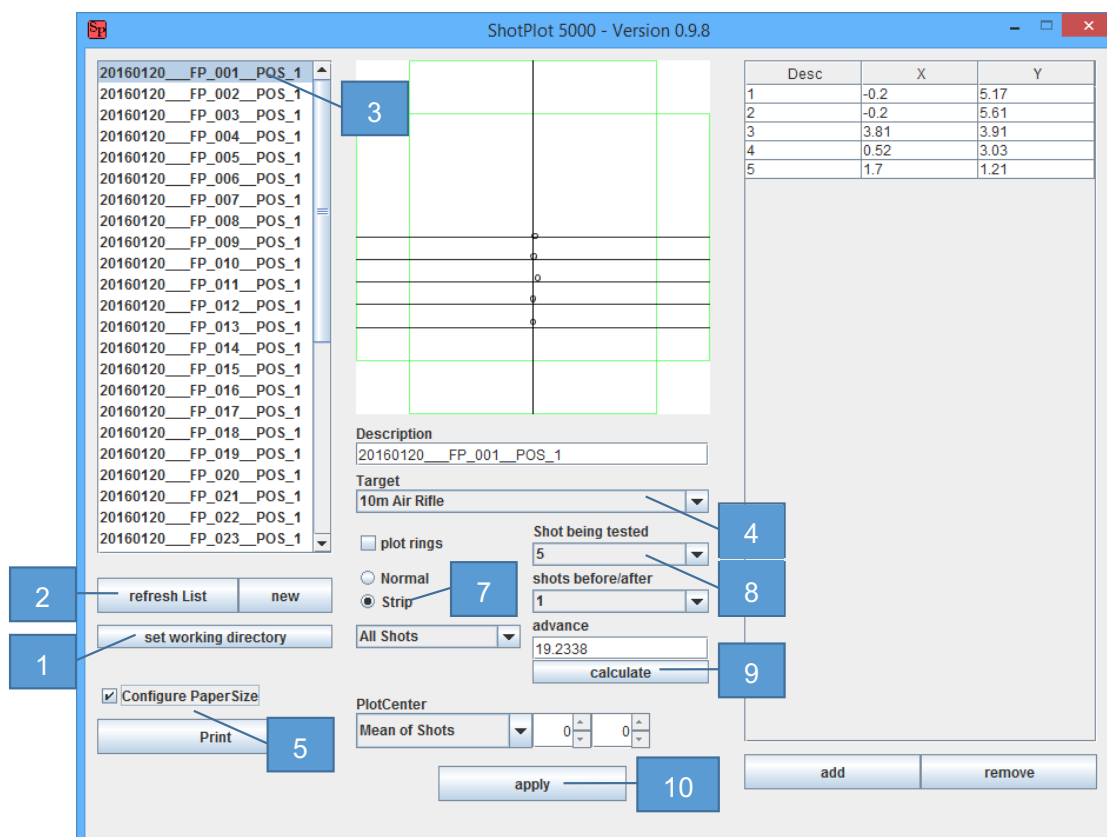 SP
ShotPlot 5000 - Version 0.9.8
20160120___FP_001__POS_1
20160120___FP_002__POS_1
20160120___FP_003__POS_1
20160120___FP_004__POS_1
20160120___FP_005__POS_1
20160120___FP_006__POS_1
20160120___FP_007__POS_1
20160120___FP_008__POS_1
20160120___FP_009__POS_1
20160120___FP_010__POS_1
20160120___FP_011__POS_1
20160120___FP_012__POS_1
20160120___FP_013__POS_1
20160120___FP_014__POS_1
20160120___FP_015__POS_1
20160120___FP_016__POS_1
20160120___FP_017__POS_1
20160120___FP_018__POS_1
20160120___FP_019__POS_1
20160120___FP_020__POS_1
20160120___FP_021__POS_1
20160120___FP_022__POS_1
20160120___FP_023__POS_1
3
2
refresh List new
1
set working directory
Configure PaperSize
Print
5
Description
20160120___FP_001__POS_1
Target
10m Air Rifle
4
plot rings
Normal
Strip
7
All Shots
Shot being tested
5
8
shots before/after
1
advance
19.2338
calculate
9
PlotCenter
Mean of Shots 0 0
apply
10
Desc X Y
1 -0.2 5.17
2 -0.2 5.61
3 3.81 3.91
4 0.52 3.03
5 1.7 1.21
add remove